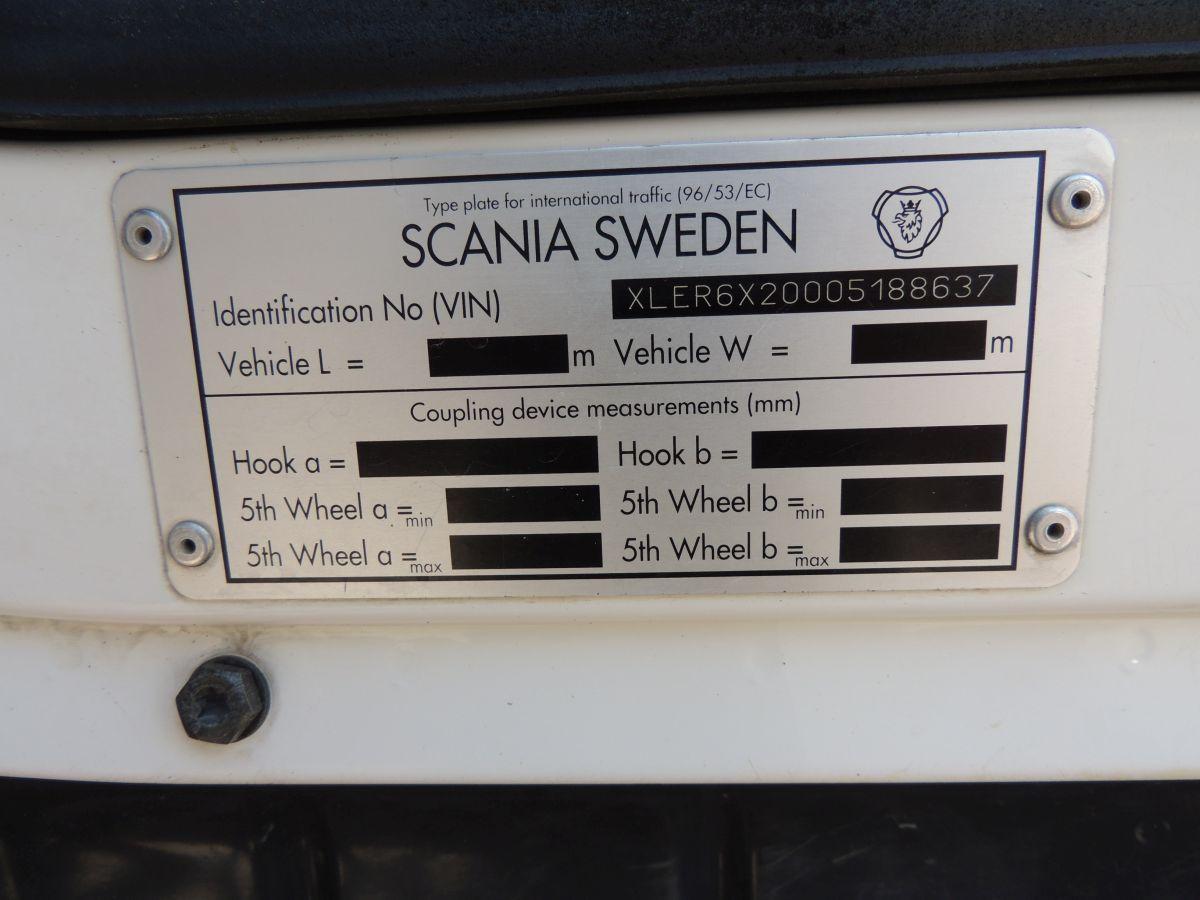 Type plate for international traffic (96/53/EC)
SCANIA SWEDEN
Identification No (VIN) XLER6X20005188637
Vehicle L = m Vehicle W = m
Coupling device measurements (mm)
Hook a = Hook b =
5th Wheel a = min 5th Wheel b = min
5th Wheel a = max 5th Wheel b = max